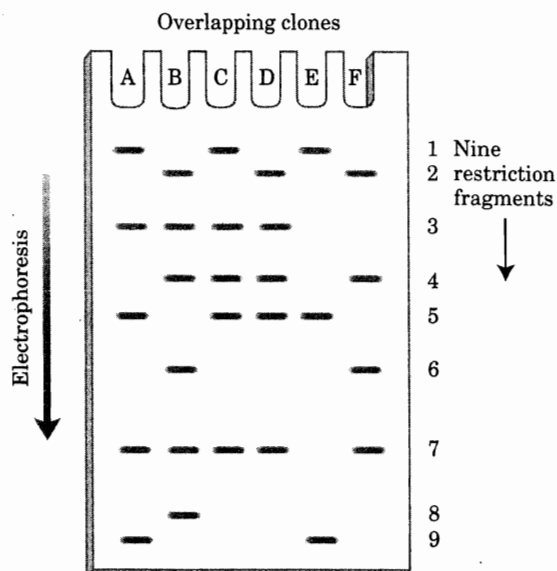 Overlapping clones
A B C D E F
1 Nine
2 restriction
fragments
3
4
5
6
7
8
9
Electrophoresis